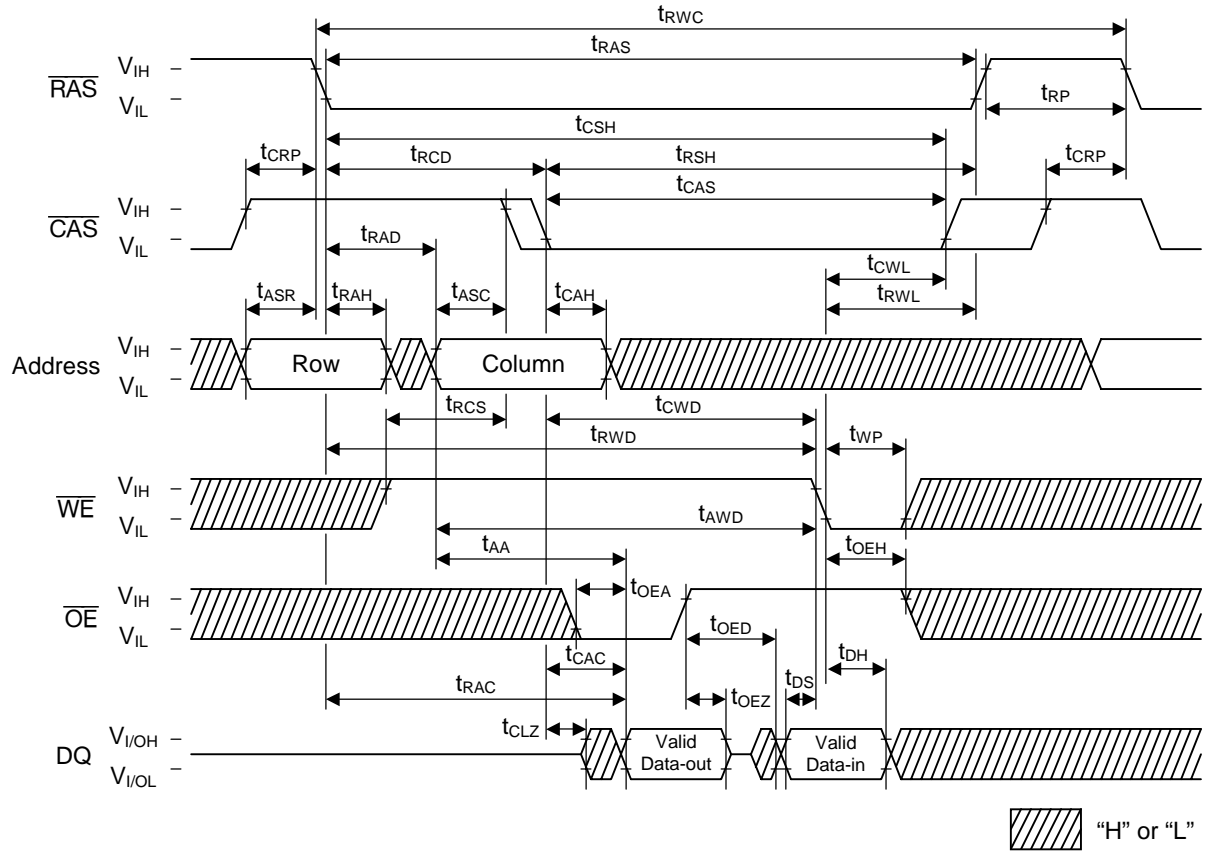 tRWC
tRAS
RAS VIH
VIL
tRP
tCSH
tCRP tRCD tRSH tCRP
tCAS
CAS VIH
VIL
tRAD
tCWL
tASR tRAH tASC tCAH tRWL
Address VIH
VIL
Row Column
tRCS tCWD
tRWD tWP
WE VIH
VIL
tAWD
tAA tOEH
OE VIH
VIL
tOEA
tOED
tCAC tDH
tRAC tOEZ tDS
tCLZ
DQ VI/OH
VI/OL
Valid Data-out
Valid Data-in
“H” or “L”